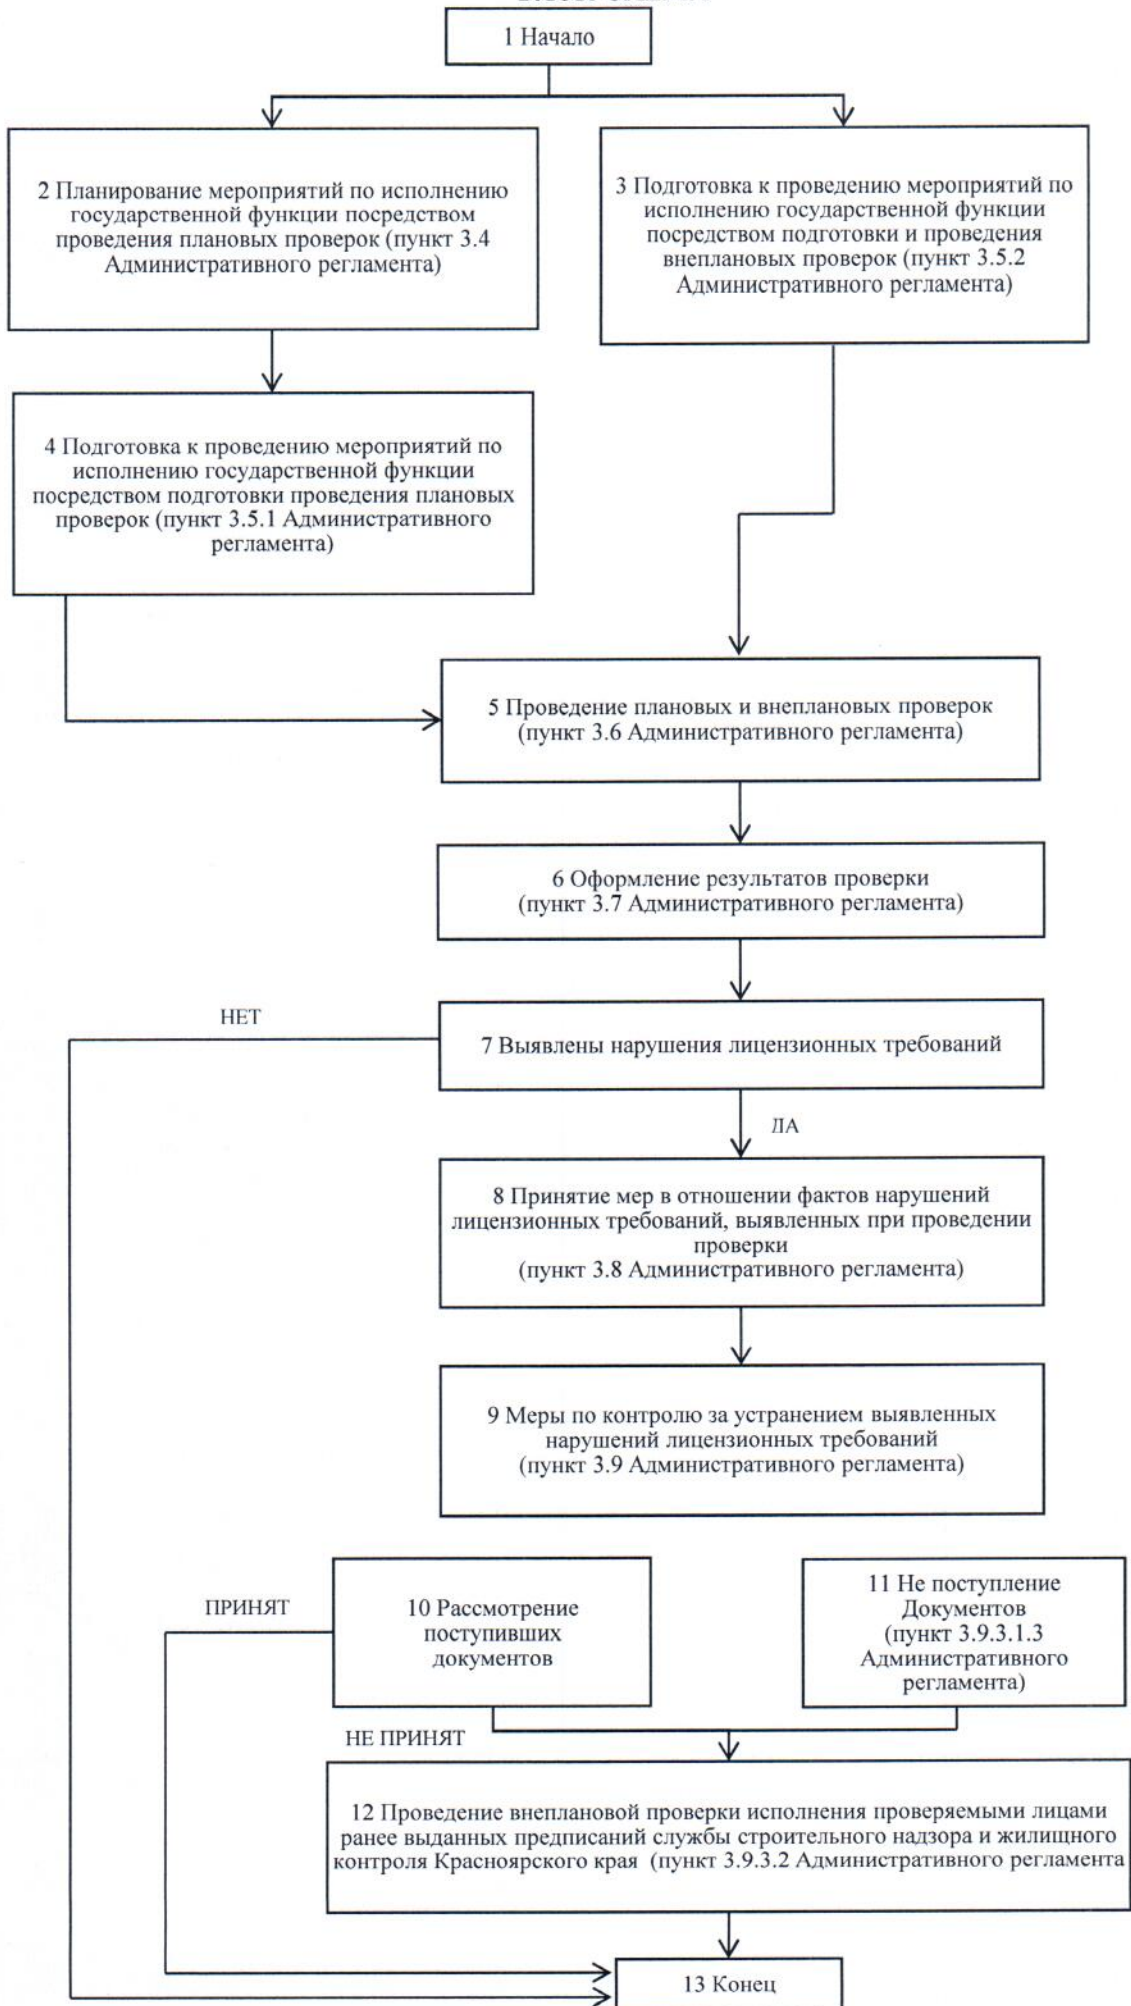 1 Начало
2 Планирование мероприятий по исполнению
государственной функции посредством
проведения плановых проверок (пункт 3.4
Административного регламента)
3 Подготовка к проведению мероприятий по
исполнению государственной функции
посредством подготовки и проведения
внеплановых проверок (пункт 3.5.2
Административного регламента)
4 Подготовка к проведению мероприятий по
исполнению государственной функции
посредством подготовки проведения плановых
проверок (пункт 3.5.1 Административного
регламента)
5 Проведение плановых и внеплановых проверок
(пункт 3.6 Административного регламента)
6 Оформление результатов проверки
(пункт 3.7 Административного регламента)
НЕТ
7 Выявлены нарушения лицензионных требований
ДА
8 Принятие мер в отношении фактов нарушений
лицензионных требований, выявленных при проведении
проверки
(пункт 3.8 Административного регламента)
9 Меры по контролю за устранением выявленных
нарушений лицензионных требований
(пункт 3.9 Административного регламента)
ПРИНЯТ
10 Рассмотрение
поступивших
документов
11 Не поступление
Документов
(пункт 3.9.3.1.3
Административного
регламента)
НЕ ПРИНЯТ
12 Проведение внеплановой проверки исполнения проверяемыми лицами
ранее выданных предписаний службы строительного надзора и жилищного
контроля Красноярского края (пункт 3.9.3.2 Административного регламента
13 Конец